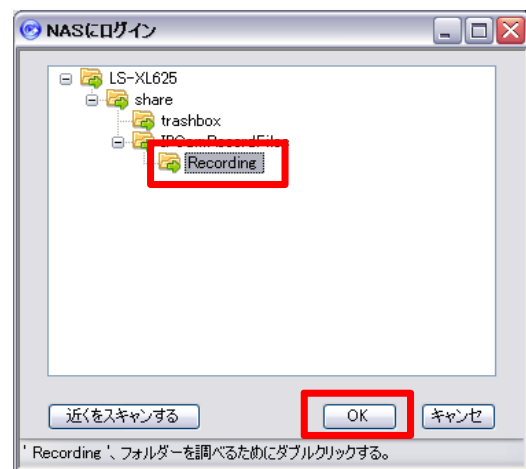 NASにログイン
LS-XL625
share
trashbox
IPCamRecordFiles
Recording
近くをスキャンする
OK
キャンセ
' Recording '、フォルダーを調べるためにダブルクリックする。